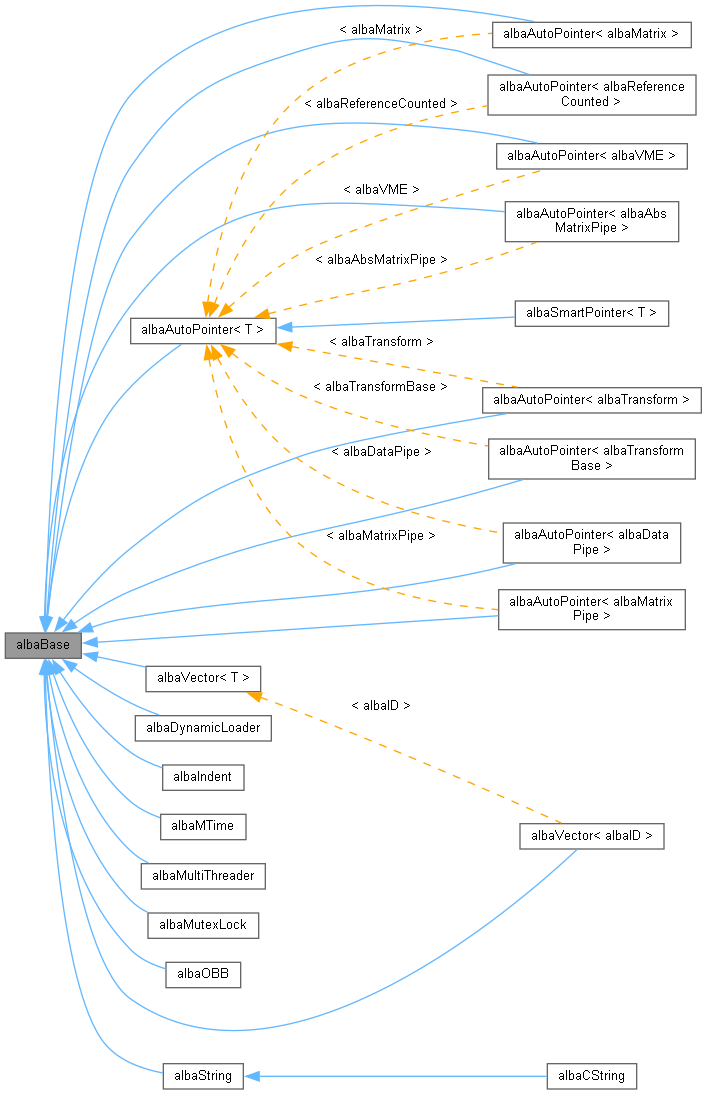 < albaMatrix >
albaAutoPointer< albaMatrix >
albaAutoPointer< albaReference
Counted >
< albaReferenceCounted >
albaAutoPointer< albaVME >
< albaVME >
albaAutoPointer< albaAbs
MatrixPipe >
< albaAbsMatrixPipe >
albaSmartPointer< T >
albaAutoPointer< T >
< albaTransform >
< albaTransformBase >
albaAutoPointer< albaTransform >
albaAutoPointer< albaTransform
Base >
< albaDataPipe >
albaAutoPointer< albaData
Pipe >
< albaMatrixPipe >
albaAutoPointer< albaMatrix
Pipe >
albaBase
albaVector< T >
< albaID >
albaDynamicLoader
albaIndent
albaMTime
albaVector< albaID >
albaMultiThreader
albaMutexLock
albaOBB
albaString
albaCString